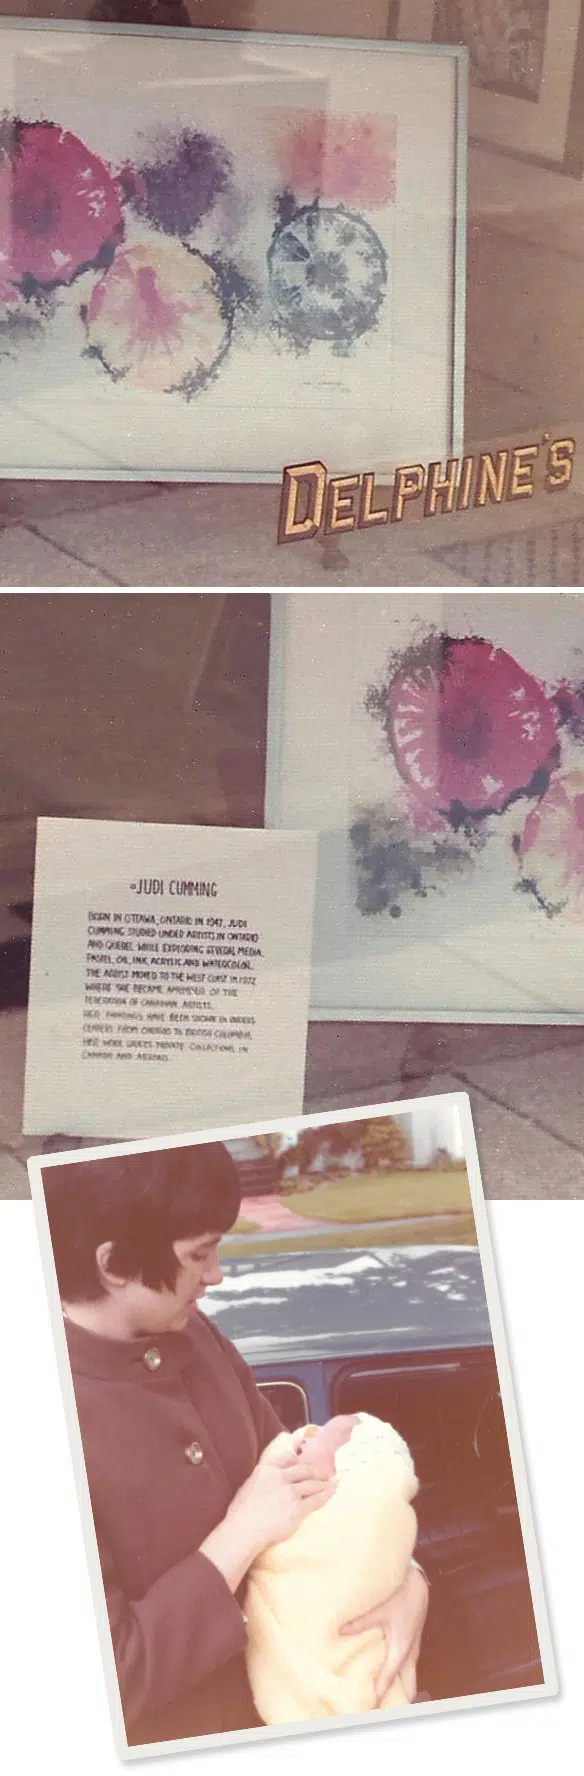 DELPHINE'S
JUDI CUMMING
BORN IN OTTAWA, ONTARIO IN 1947, JUDI
CUMMING STUDIED UNDER ARTISTS IN ONTARIO
AND QUEBEC WHILE EXPLORING SEVERAL MEDIA,
PASTEL, OIL, INK, ACRYLIC AND WATERCOLOR.
THE ARTIST MOVED TO THE WEST COAST IN 1972
WHERE SHE BECAME A MEMBER OF THE
FEDERATION OF CANADIAN ARTISTS.
HER PAINTINGS HAVE BEEN SHOWN IN VARIOUS
CENTERS FROM ONTARIO TO BRITISH COLUMBIA.
HER WORK GRACES PRIVATE COLLECTIONS IN
CANADA AND ABROAD.